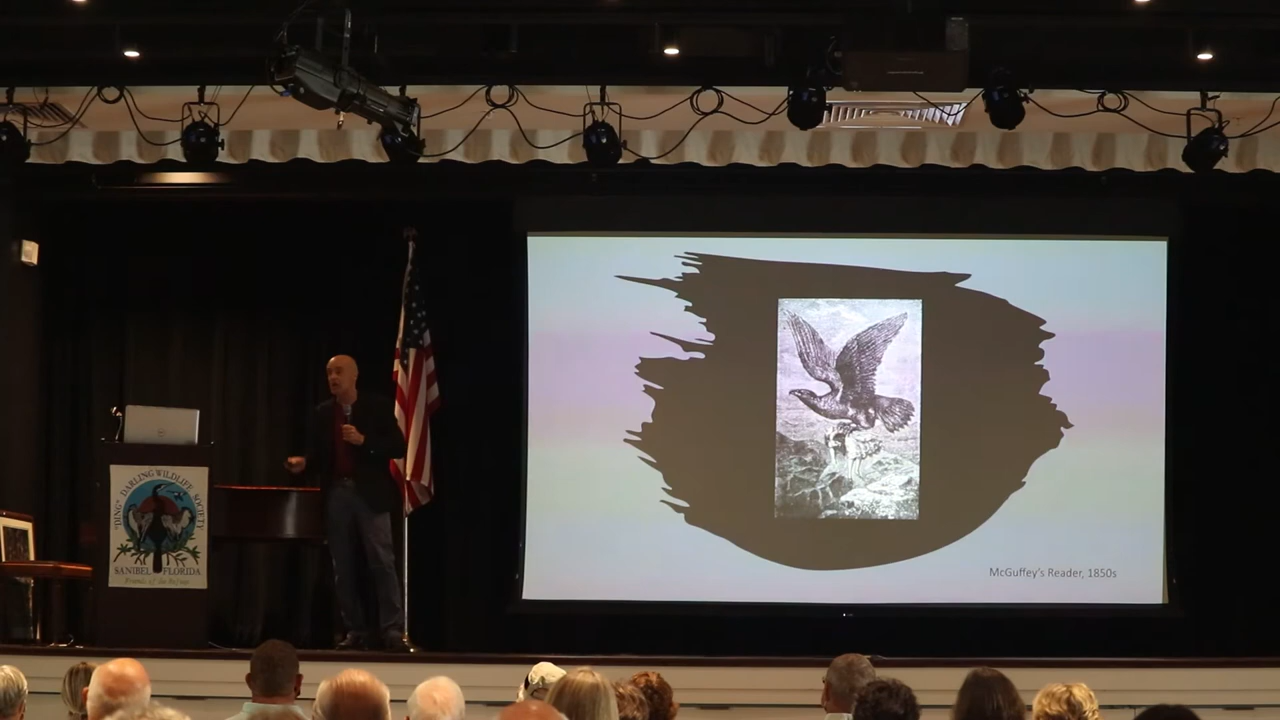 "DING" DARLING WILDLIFE SOCIETY
SANIBEL FLORIDA
Friends of the Refuge
McGuffey's Reader, 1850s